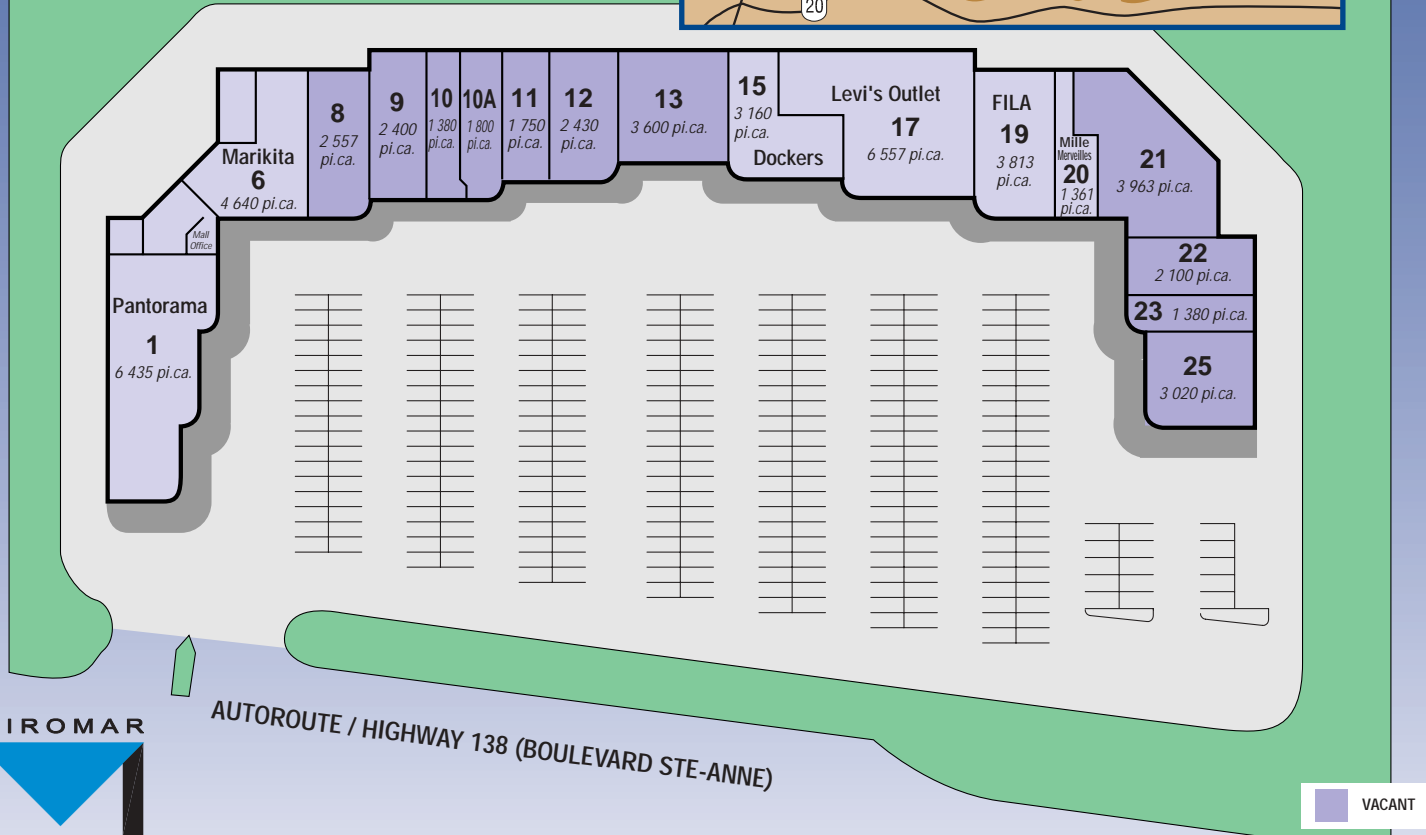 20
8
2 557
pi.ca.
9
2 400
pi.ca.
10
1 380
pi.ca.
10A
1 800
pi.ca.
11
1 750
pi.ca.
12
2 430
pi.ca.
13
3 600 pi.ca.
15
3 160
pi.ca.
Dockers
Levi's Outlet
17
6 557 pi.ca.
FILA
19
3 813
pi.ca.
Mille
Merveilles
20
1 361
pi.ca.
21
3 963 pi.ca.
22
2 100 pi.ca.
23 1 380 pi.ca.
25
3 020 pi.ca.
Marikita
6
4 640 pi.ca.
Mall
Office
Pantorama
1
6 435 pi.ca.
IROMAR
AUTOROUTE / HIGHWAY 138 (BOULEVARD STE-ANNE)
VACANT